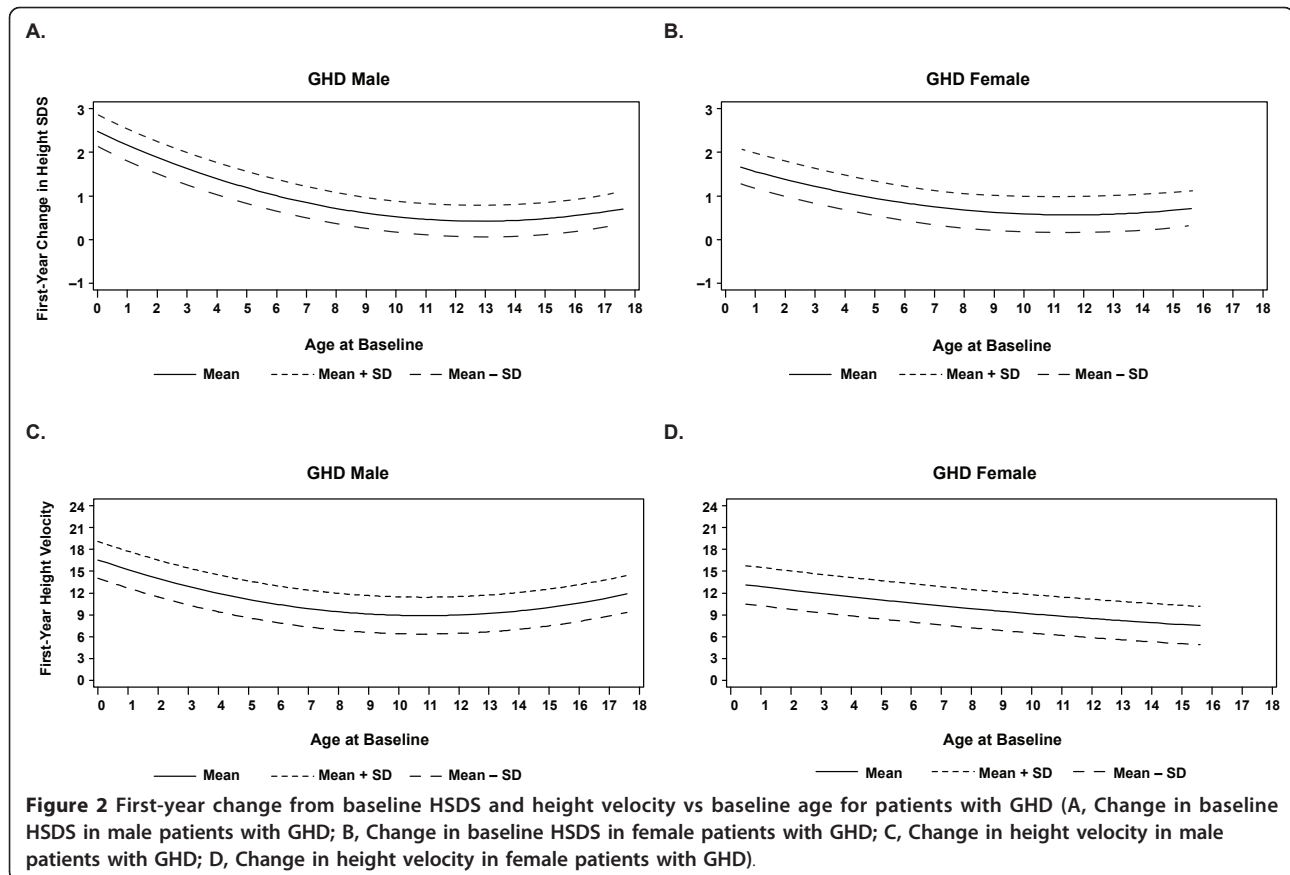 A.
GHD Male
First-Year Change in Height SDS
3
2
1
0
–1
0 1 2 3 4 5 6 7 8 9 10 11 12 13 14 15 16 17 18
Age at Baseline
Mean Mean + SD Mean – SD
B.
GHD Female
3
2
1
0
–1
0 1 2 3 4 5 6 7 8 9 10 11 12 13 14 15 16 17 18
Age at Baseline
Mean Mean + SD Mean – SD
C.
GHD Male
First-Year Height Velocity
24
21
18
15
12
9
6
3
0
0 1 2 3 4 5 6 7 8 9 10 11 12 13 14 15 16 17 18
Age at Baseline
Mean Mean + SD Mean – SD
D.
GHD Female
24
21
18
15
12
9
6
3
0
0 1 2 3 4 5 6 7 8 9 10 11 12 13 14 15 16 17 18
Age at Baseline
Mean Mean + SD Mean – SD
Figure 2 First-year change from baseline HSDS and height velocity vs baseline age for patients with GHD (A, Change in baseline
HSDS in male patients with GHD; B, Change in baseline HSDS in female patients with GHD; C, Change in height velocity in male
patients with GHD; D, Change in height velocity in female patients with GHD).